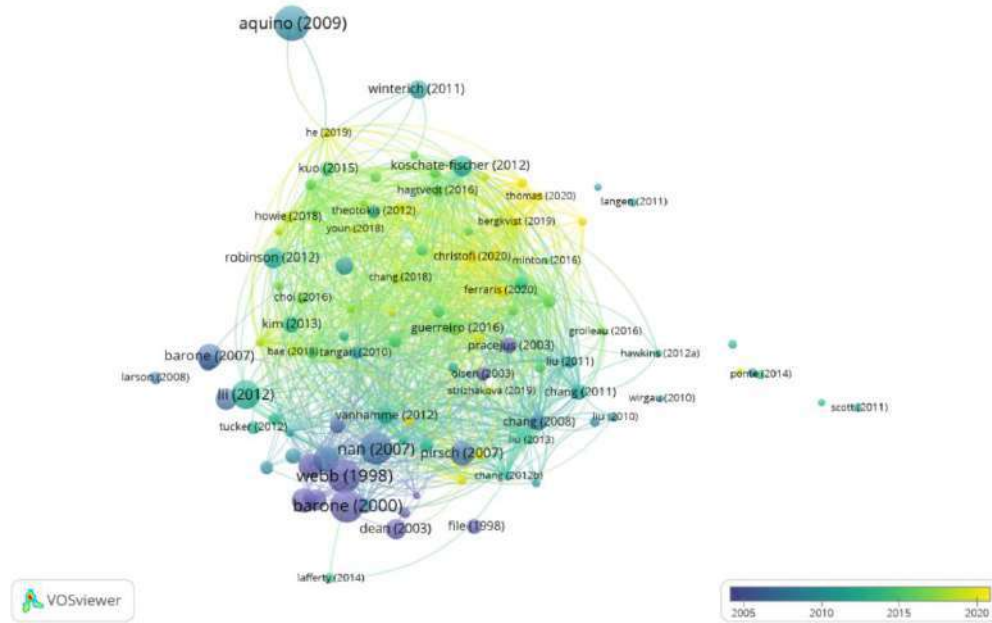 aquino (2009)
winterich (2011)
he (2019)
kuo (2015)
koschate-fischer (2012)
hagtvedt (2016)
thomas (2020)
langen (2011)
howie (2018)
theotokis (2012)
youn (2018)
bergkvist (2019)
robinson (2012)
christofi (2020)
minton (2016)
chang (2018)
choi (2016)
ferraris (2020)
kim (2013)
guerreiro (2016)
grolleau (2016)
pracejus (2003)
barone (2007)
bae (2019)
tangari (2010)
liu (2011)
hawkins (2012a)
larson (2008)
olsen (2003)
ponte (2014)
lii (2012)
strizhakova (2019)
chang (2011)
wirgau (2010)
scott (2011)
tucker (2012)
vanhamme (2012)
chang (2008)
liu (2010)
nan (2007)
pirsch (2007)
liu (2013)
webb (1998)
chang (2012b)
barone (2000)
dean (2003)
file (1998)
lafferty (2014)
VOSviewer
2005 2010 2015 2020